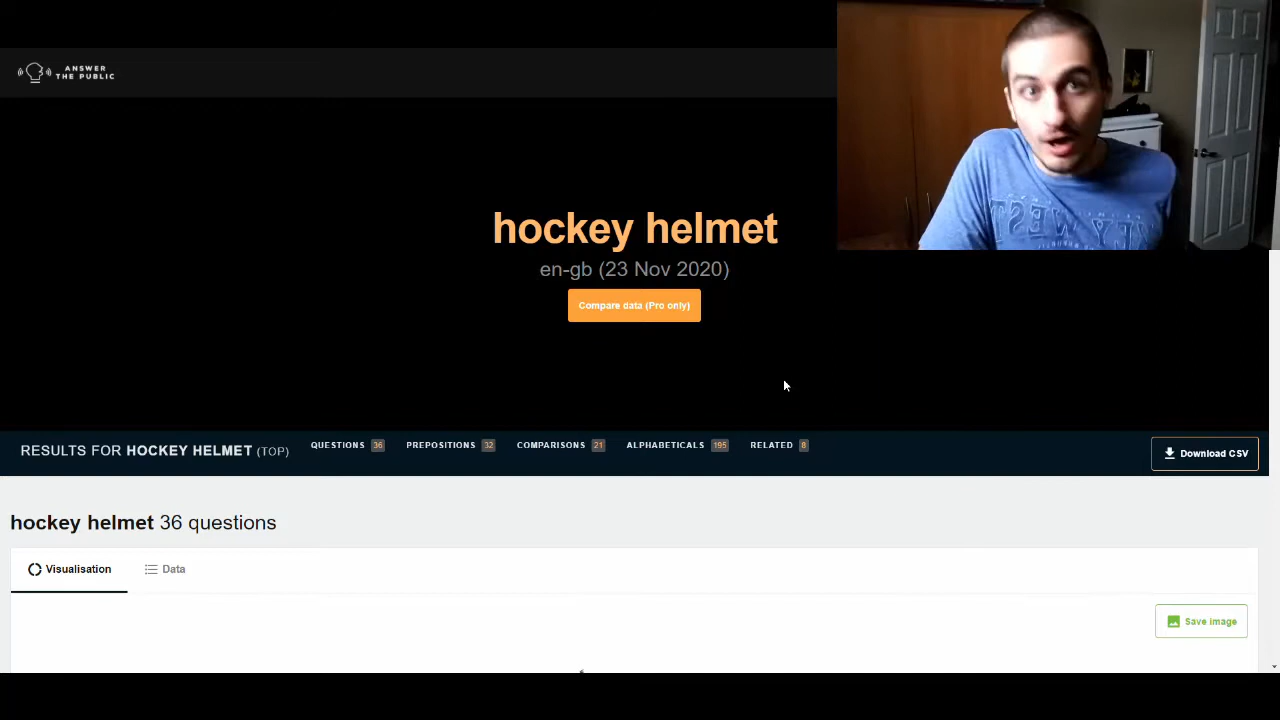 ANSWER
THE PUBLIC
hockey helmet
en-gb (23 Nov 2020)
Compare data (Pro only)
RESULTS FOR HOCKEY HELMET (TOP)
QUESTIONS 36
PREPOSITIONS 32
COMPARISONS 21
ALPHABETICALS 195
RELATED 8
Download CSV
hockey helmet 36 questions
Visualisation
Data
Save image